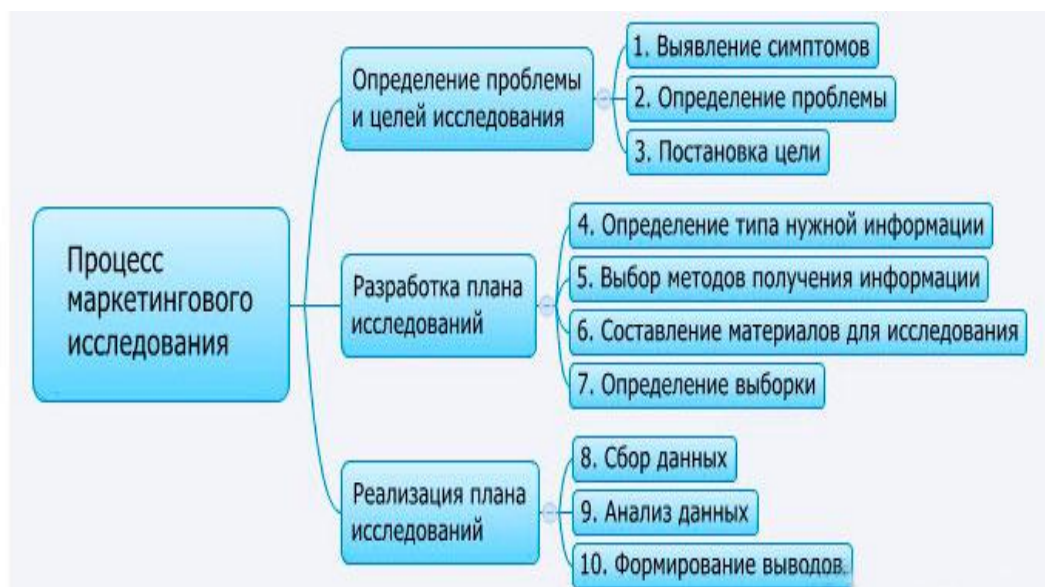 Процесс
маркетингового
исследования
Определение проблемы
и целей исследования
1. Выявление симптомов
2. Определение проблемы
3. Постановка цели
Разработка плана
исследований
4. Определение типа нужной информации
5. Выбор методов получения информации
6. Составление материалов для исследования
7. Определение выборки
Реализация плана
исследований
8. Сбор данных
9. Анализ данных
10. Формирование выводов